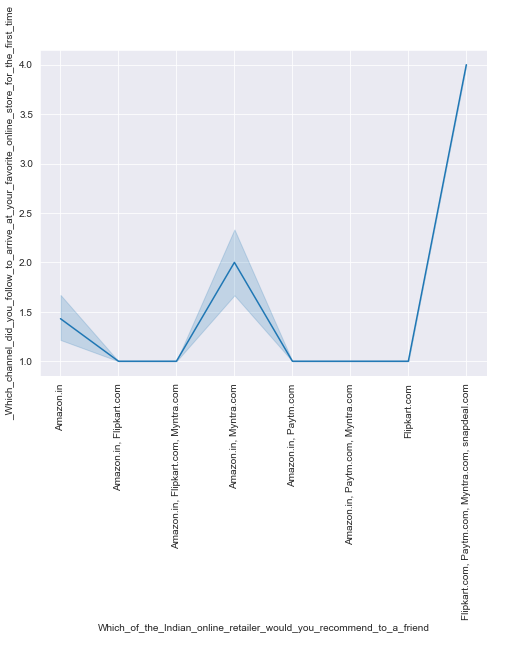 _Which_channel_did_you_follow_to_arrive_at_your_favorite_online_store_for_the_first_time
4.0
3.5
3.0
2.5
2.0
1.5
1.0
Amazon.in
Amazon.in, Flipkart.com
Amazon.in, Flipkart.com, Myntra.com
Amazon.in, Myntra.com
Amazon.in, Paytm.com
Amazon.in, Paytm.com, Myntra.com
Flipkart.com
Flipkart.com, Paytm.com, Myntra.com, snapdeal.com
Which_of_the_Indian_online_retailer_would_you_recommend_to_a_friend